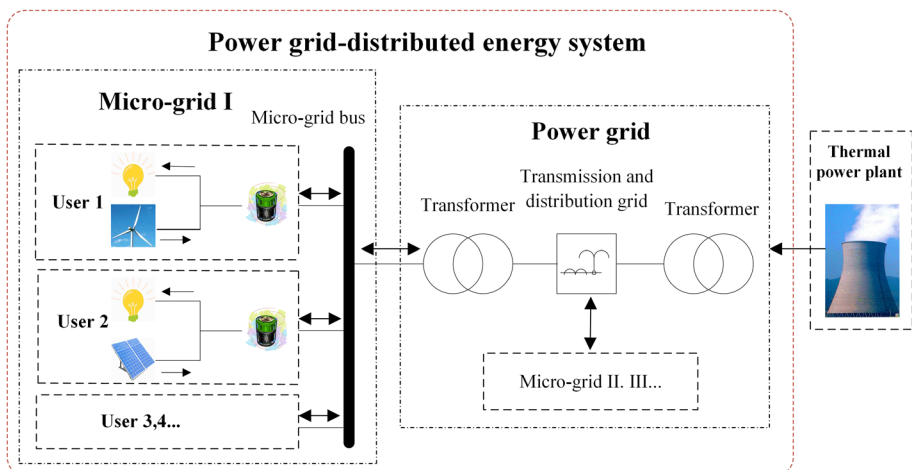 Power grid-distributed energy system
Micro-grid I
Micro-grid bus
User 1
User 2
User 3,4...
Power grid
Transformer
Transmission and
distribution grid
Transformer
Micro-grid II. III...
Thermal
power plant